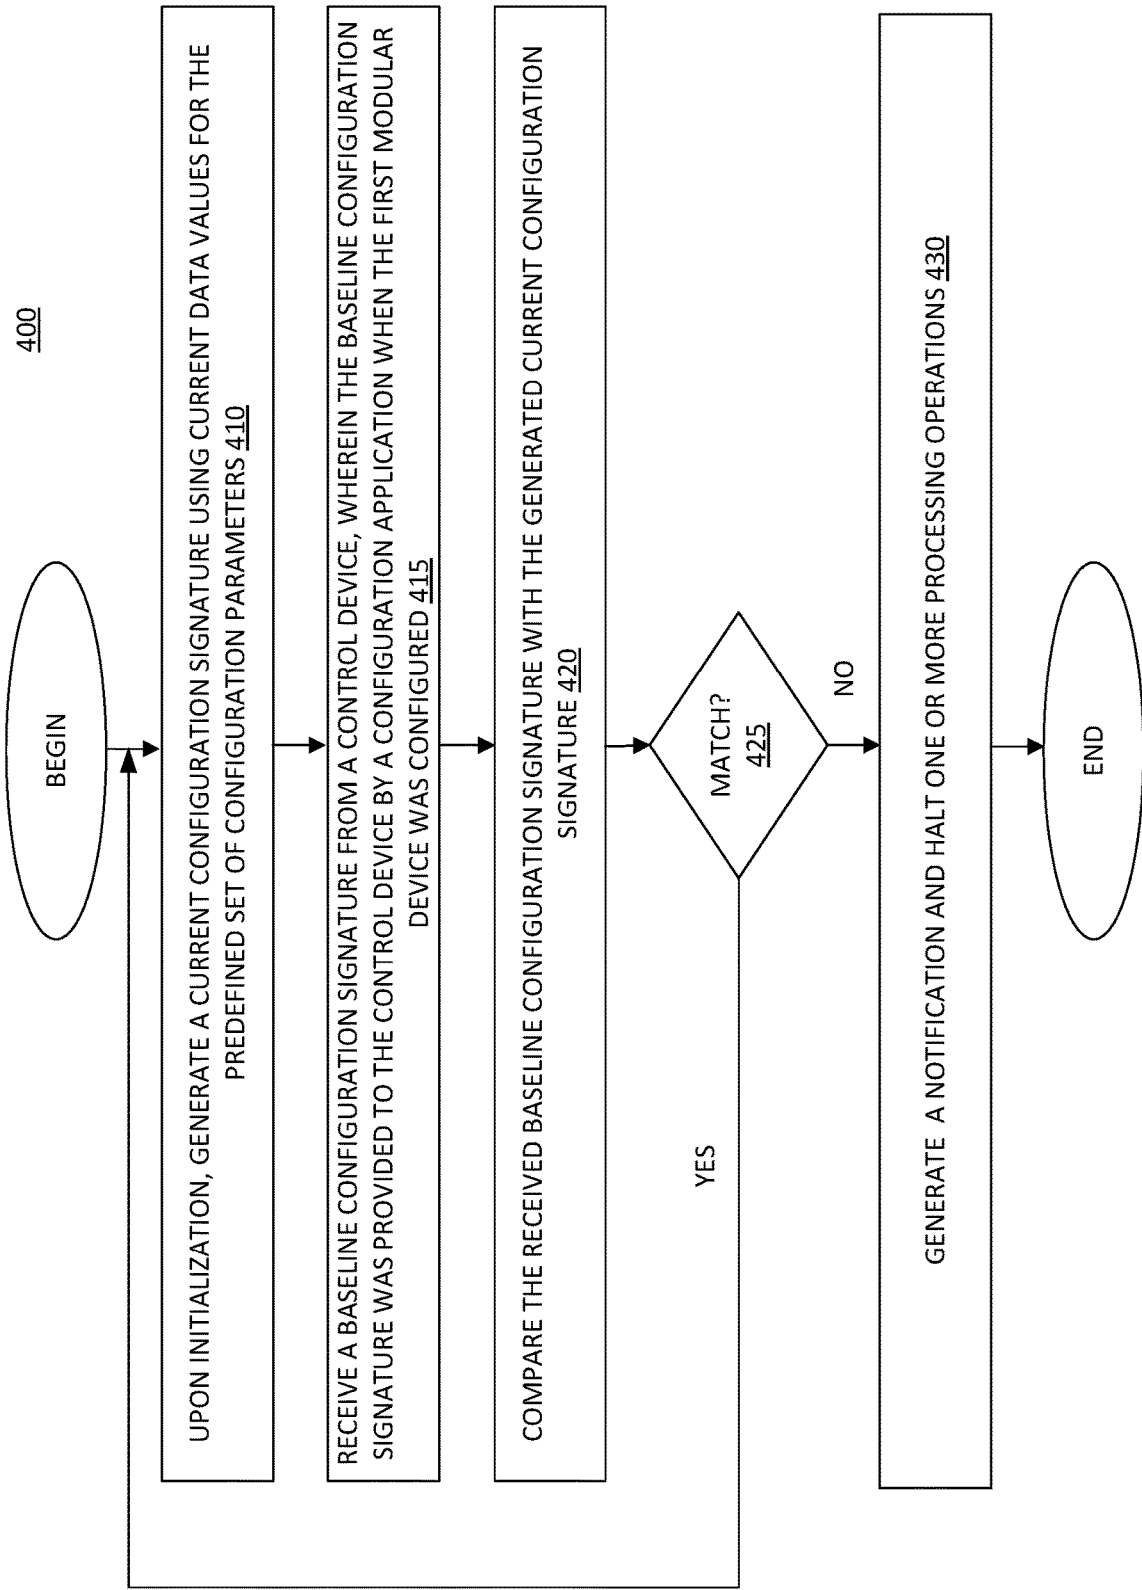 400
BEGIN
UPON INITIALIZATION, GENERATE A CURRENT CONFIGURATION SIGNATURE USING CURRENT DATA VALUES FOR THE
PREDEFINED SET OF CONFIGURATION PARAMETERS 410
RECEIVE A BASELINE CONFIGURATION SIGNATURE FROM A CONTROL DEVICE, WHEREIN THE BASELINE CONFIGURATION
SIGNATURE WAS PROVIDED TO THE CONTROL DEVICE BY A CONFIGURATION APPLICATION WHEN THE FIRST MODULAR
DEVICE WAS CONFIGURED 415
COMPARE THE RECEIVED BASELINE CONFIGURATION SIGNATURE WITH THE GENERATED CURRENT CONFIGURATION
SIGNATURE 420
MATCH?
425
YES
NO
GENERATE A NOTIFICATION AND HALT ONE OR MORE PROCESSING OPERATIONS 430
END